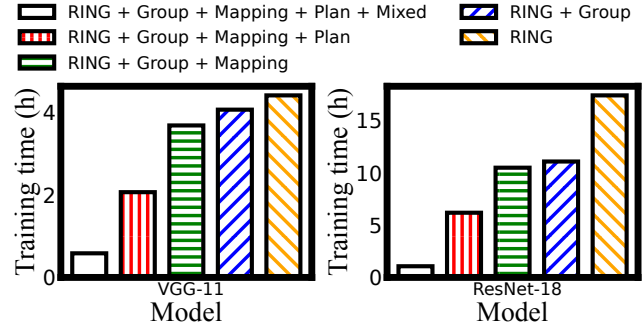 RING + Group + Mapping + Plan + Mixed
RING + Group + Mapping + Plan
RING + Group + Mapping
RING + Group
RING
Training time (h)
4
2
0
VGG-11
Model
Training time (h)
15
10
5
0
ResNet-18
Model